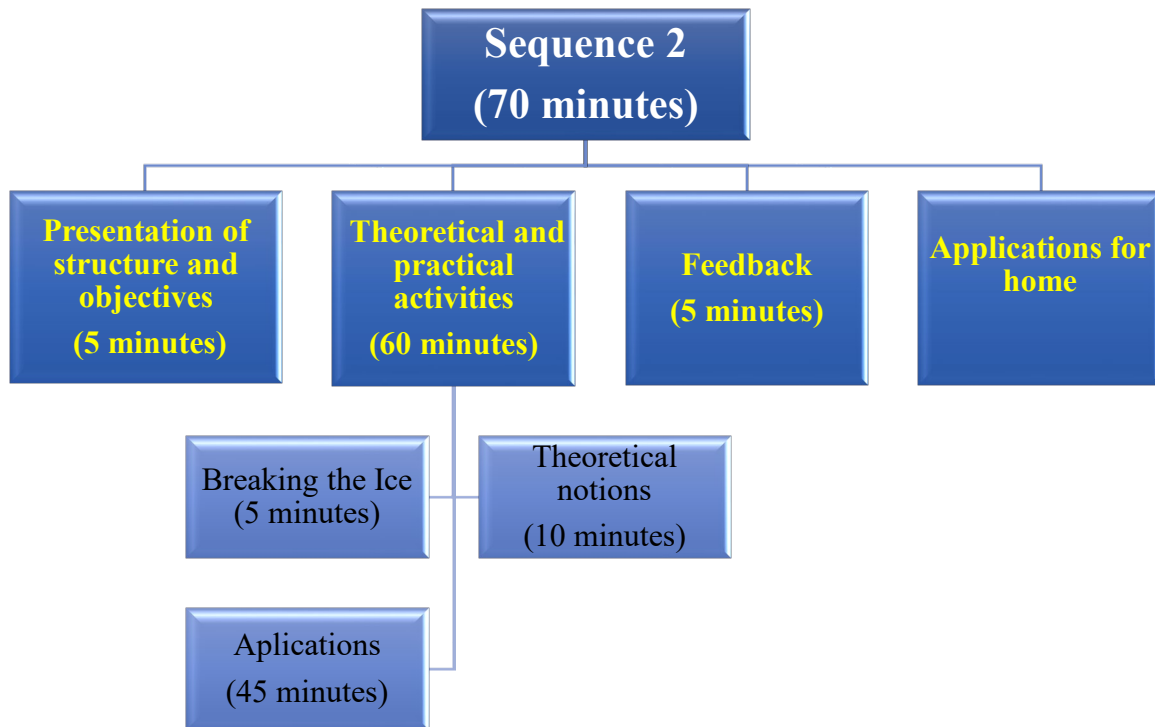 Sequence 2
(70 minutes)
Presentation of
structure and
objectives
(5 minutes)
Theoretical and
practical
activities
(60 minutes)
Feedback
(5 minutes)
Applications for
home
Breaking the Ice
(5 minutes)
Theoretical
notions
(10 minutes)
Aplications
(45 minutes)